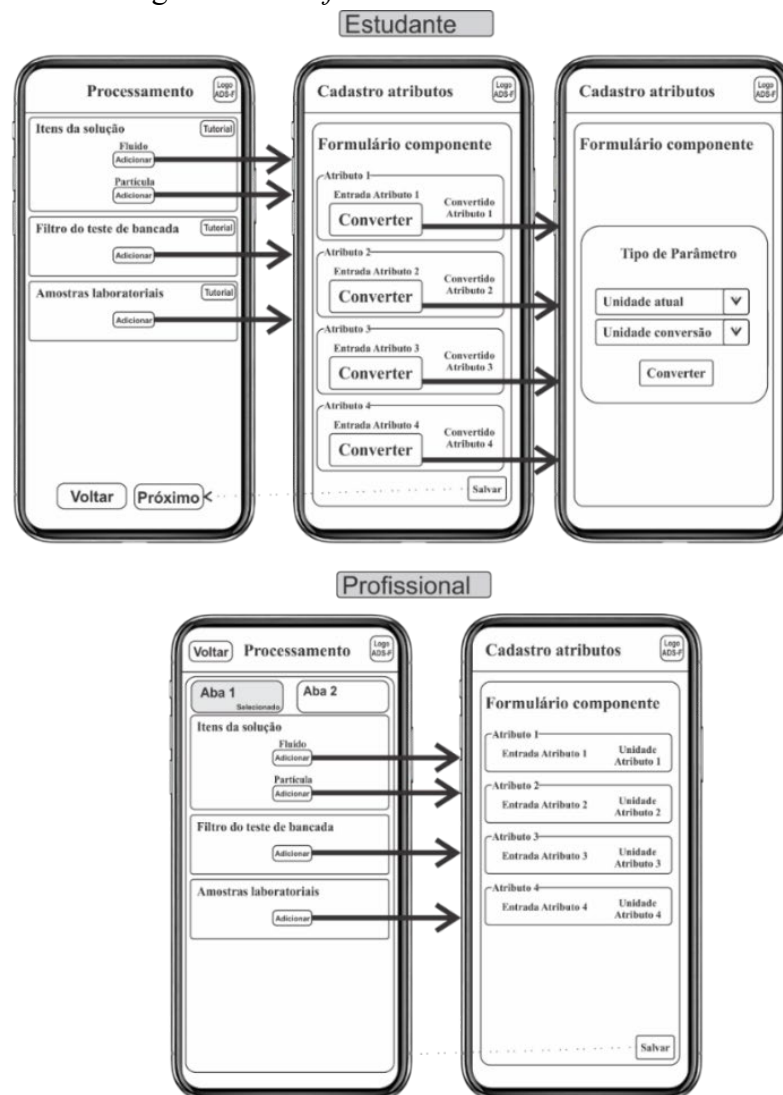 Estudante
Processamento
Logo
ADS-F
Itens da solução
Tutorial
Fluído
Adicionar
Partícula
Adicionar
Filtro do teste de bancada
Tutorial
Adicionar
Amostras laboratoriais
Tutorial
Adicionar
Voltar
Próximo
Cadastro atributos
Logo
ADS-F
Formulário componente
Atributo 1
Entrada Atributo 1
Converter
Convertido
Atributo 1
Atributo 2
Entrada Atributo 2
Converter
Convertido
Atributo 2
Atributo 3
Entrada Atributo 3
Converter
Convertido
Atributo 3
Atributo 4
Entrada Atributo 4
Converter
Convertido
Atributo 4
Salvar
Cadastro atributos
Logo
ADS-F
Formulário componente
Tipo de Parâmetro
Unidade atual
Unidade conversão
Converter
Profissional
Voltar
Processamento
Logo
ADS-F
Aba 1
Selecionado
Aba 2
Itens da solução
Fluído
Adicionar
Partícula
Adicionar
Filtro do teste de bancada
Adicionar
Amostras laboratoriais
Adicionar
Cadastro atributos
Logo
ADS-F
Formulário componente
Atributo 1
Entrada Atributo 1
Unidade
Atributo 1
Atributo 2
Entrada Atributo 2
Unidade
Atributo 2
Atributo 3
Entrada Atributo 3
Unidade
Atributo 3
Atributo 4
Entrada Atributo 4
Unidade
Atributo 4
Salvar